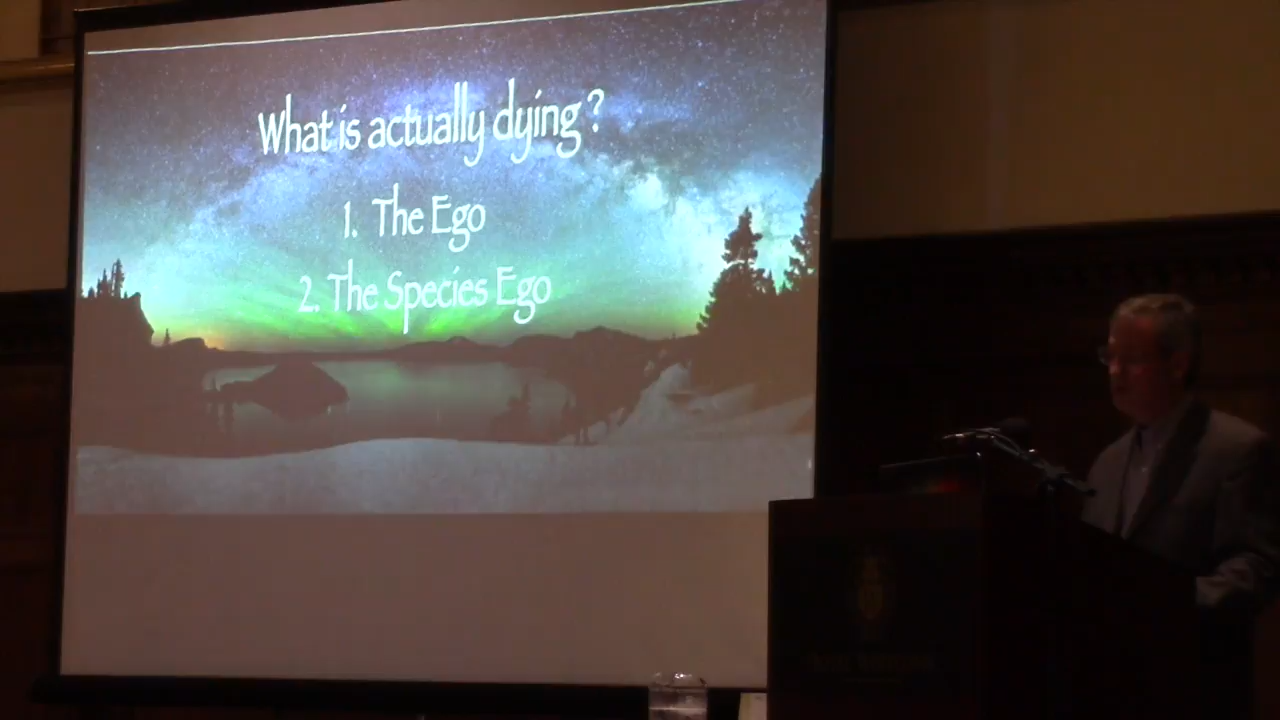 What is actually dying?
1. The Ego
2. The Species Ego